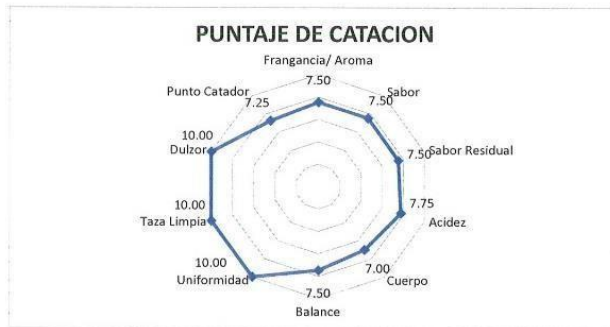 PUNTAJE DE CATACION
Frangancia/ Aroma
7.50
Sabor
7.50
Sabor Residual
7.50
Acidez
7.75
Cuerpo
7.00
Balance
7.50
Uniformidad
10.00
Taza Limpia
10.00
Dulzor
10.00
Punto Catador
7.25